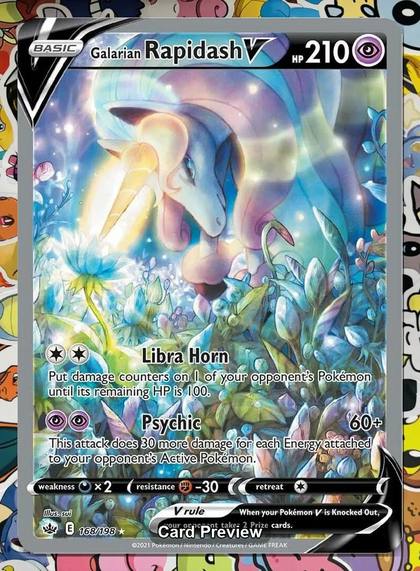 BASIC
Galarian Rapidash V HP 210
Libra Horn
Put damage counters on 1 of your opponent's Pokémon
until its remaining HP is 100.
Psychic 60+
This attack does 30 more damage for each Energy attached
to your opponent's Active Pokémon.
weakness ×2 resistance -30 retreat
Illus. sui
E 168/198 ★
V rule
When your Pokémon V is Knocked Out,
your opponent takes 2 Prize cards.
Card Preview
©2021 Pokémon / Nintendo / Creatures / GAME FREAK